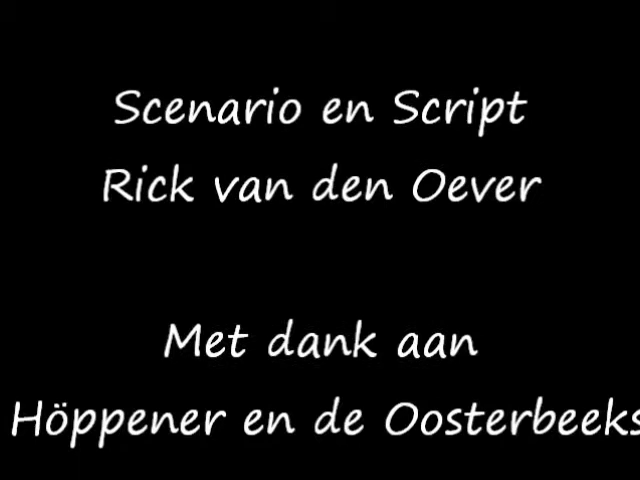 Scenario en Script
Rick van den Oever
Met dank aan
Höppener en de Oosterbeeks